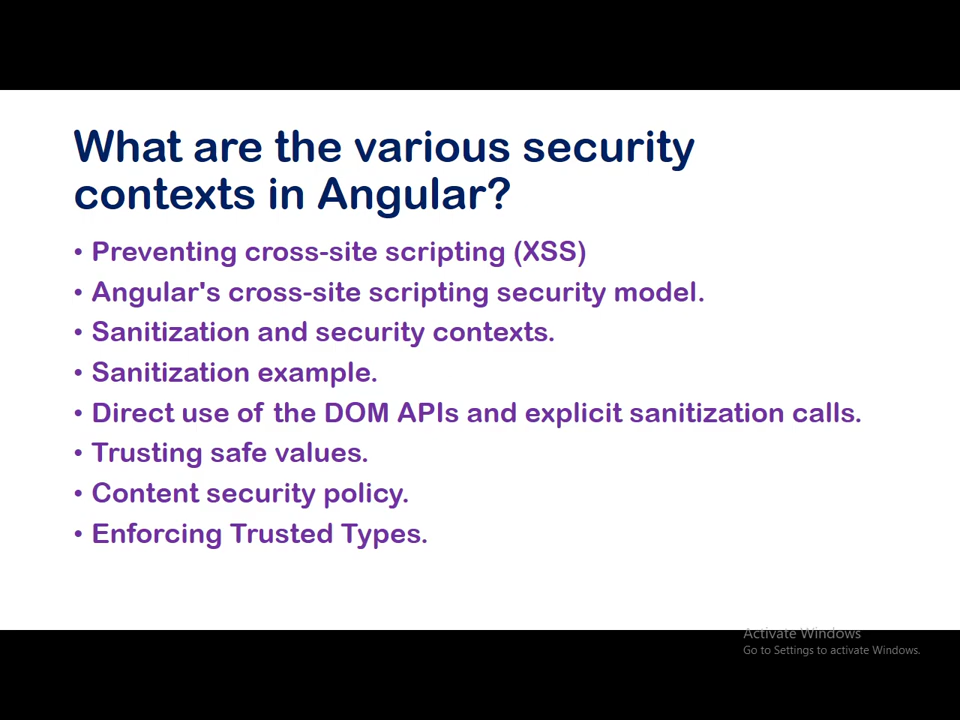 What are the various security
contexts in Angular?
• Preventing cross-site scripting (XSS)
• Angular's cross-site scripting security model.
• Sanitization and security contexts.
• Sanitization example.
• Direct use of the DOM APIs and explicit sanitization calls.
• Trusting safe values.
• Content security policy.
• Enforcing Trusted Types.
Activate Windows
Go to Settings to activate Windows.